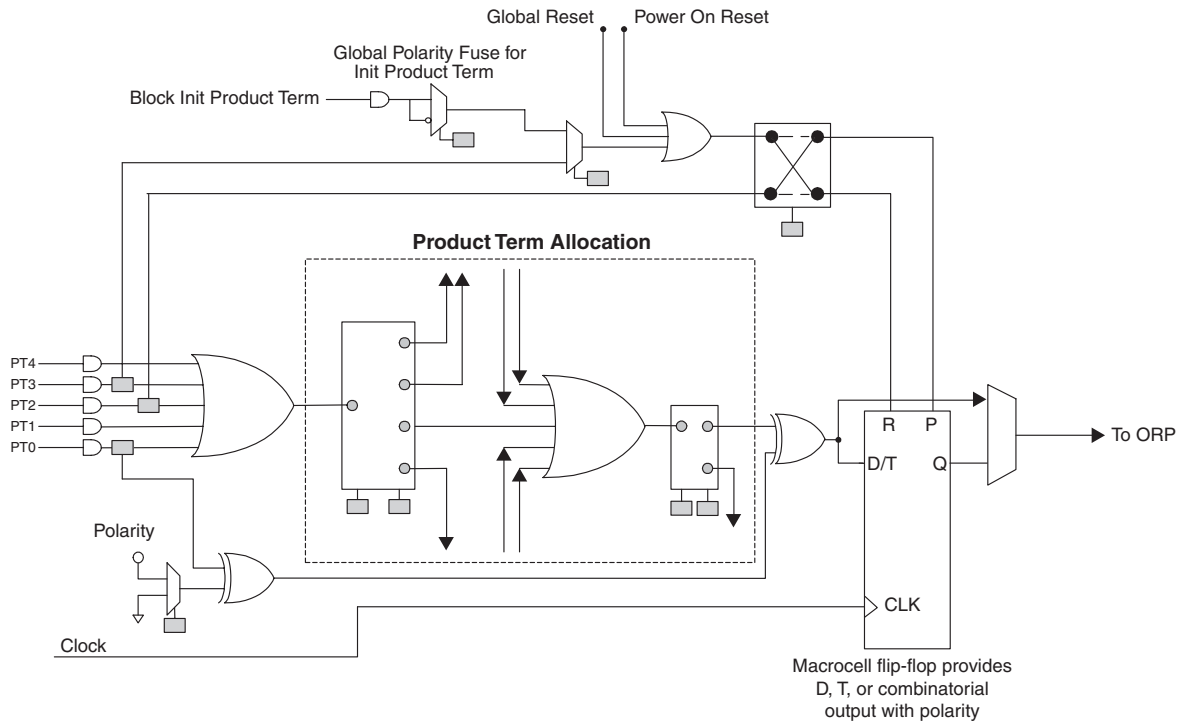 Global Reset
Power On Reset
Global Polarity Fuse for
Init Product Term
Block Init Product Term
Product Term Allocation
PT4
PT3
PT2
PT1
PT0
R
P
D/T
Q
To ORP
Polarity
CLK
Clock
Macrocell flip-flop provides
D, T, or combinatorial
output with polarity